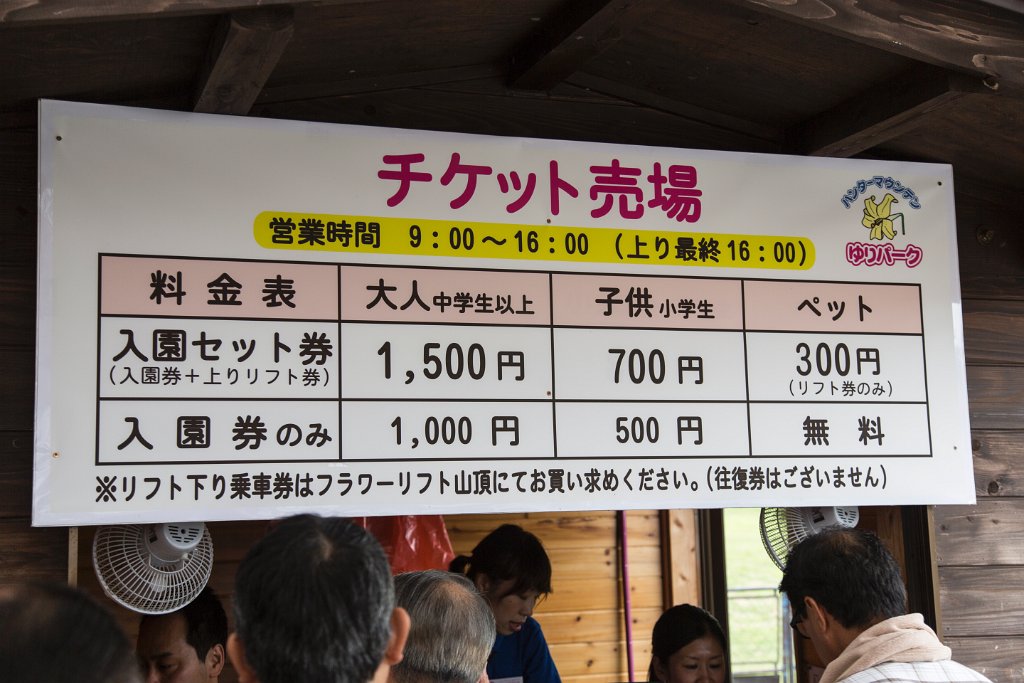 チケット売場
ハンターマウンテン
ゆりパーク
営業時間 9:00～16:00 (上り最終16:00)
料金表 大人中学生以上 子供小学生 ペット
入園セット券 1,500円 700円 300円
(入園券＋上りリフト券) (リフト券のみ)
入園券のみ 1,000円 500円 無料
※リフト下り乗車券はフラワーリフト山頂にてお買い求めください。(往復券はございません)